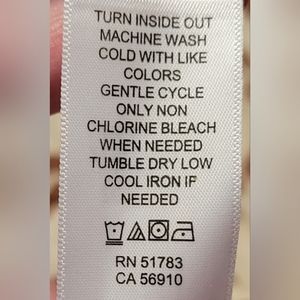 TURN INSIDE OUT
MACHINE WASH
COLD WITH LIKE
COLORS
GENTLE CYCLE
ONLY NON
CHLORINE BLEACH
WHEN NEEDED
TUMBLE DRY LOW
COOL IRON IF
NEEDED
RN 51783
CA 56910